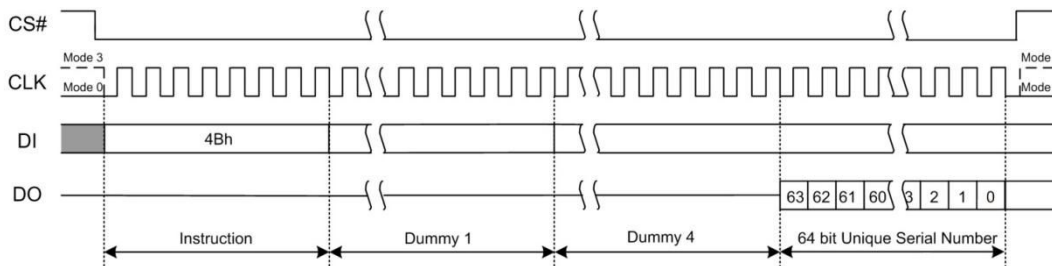 CS#
Mode 3
Mode
CLK
Mode 0
Mode
DI
4Bh
DO
63 62 61 60 3 2 1 0
Instruction Dummy 1 Dummy 4 64 bit Unique Serial Number